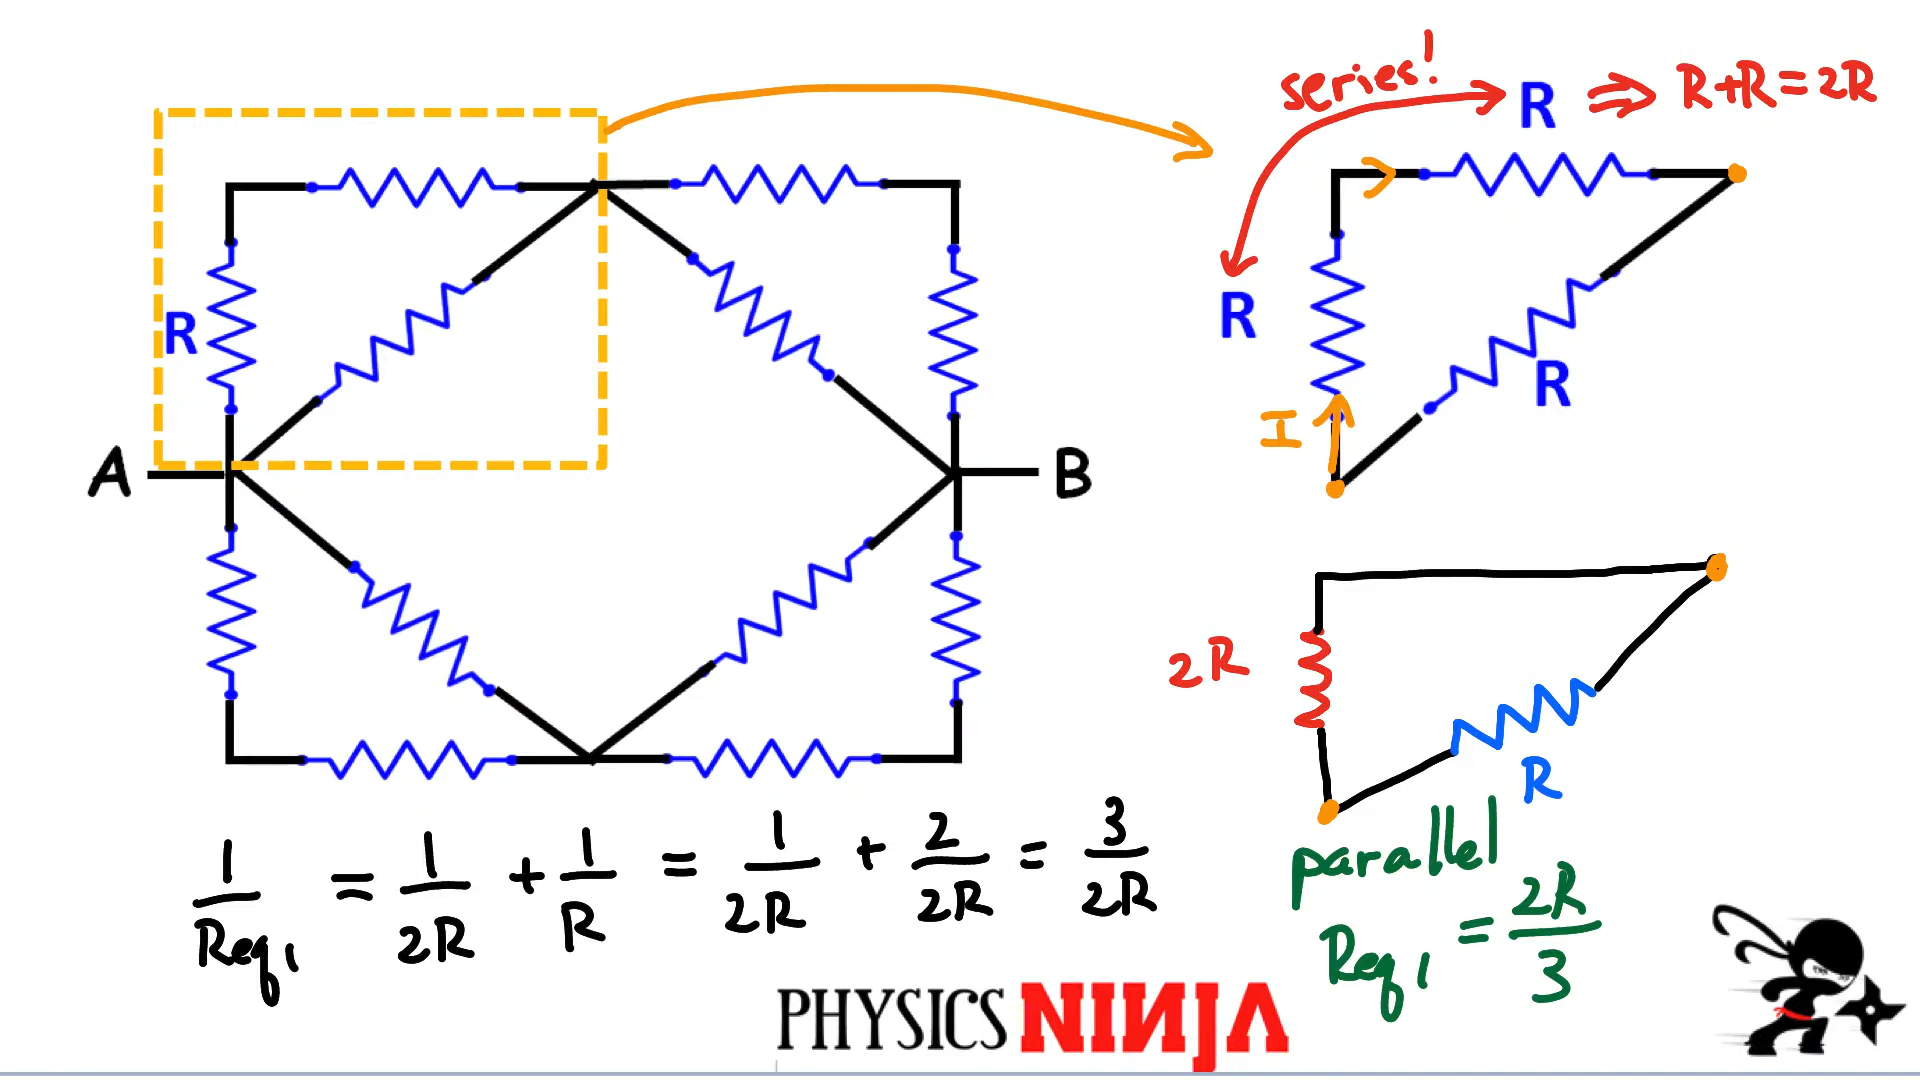 series!
R ⇒ R+R=2R
R
R
I
R
A
B
2R
R
parallel
Req₁ = 2R/3
1/Req₁ = 1/2R + 1/R = 1/2R + 2/2R = 3/2R
PHYSICS NINJA